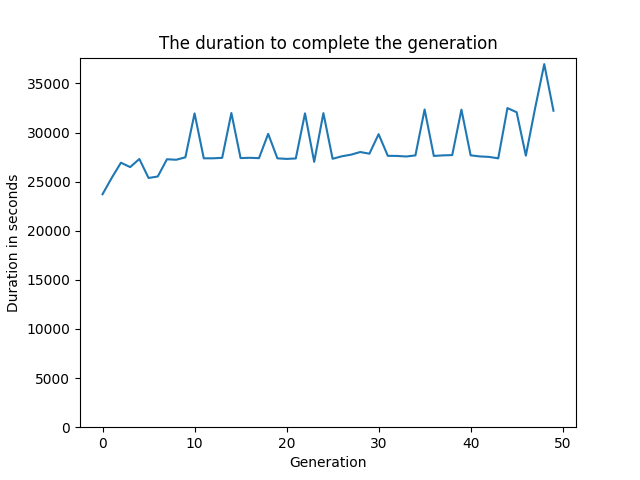 The duration to complete the generation
35000
30000
25000
20000
15000
10000
5000
0
Duration in seconds
0 10 20 30 40 50
Generation